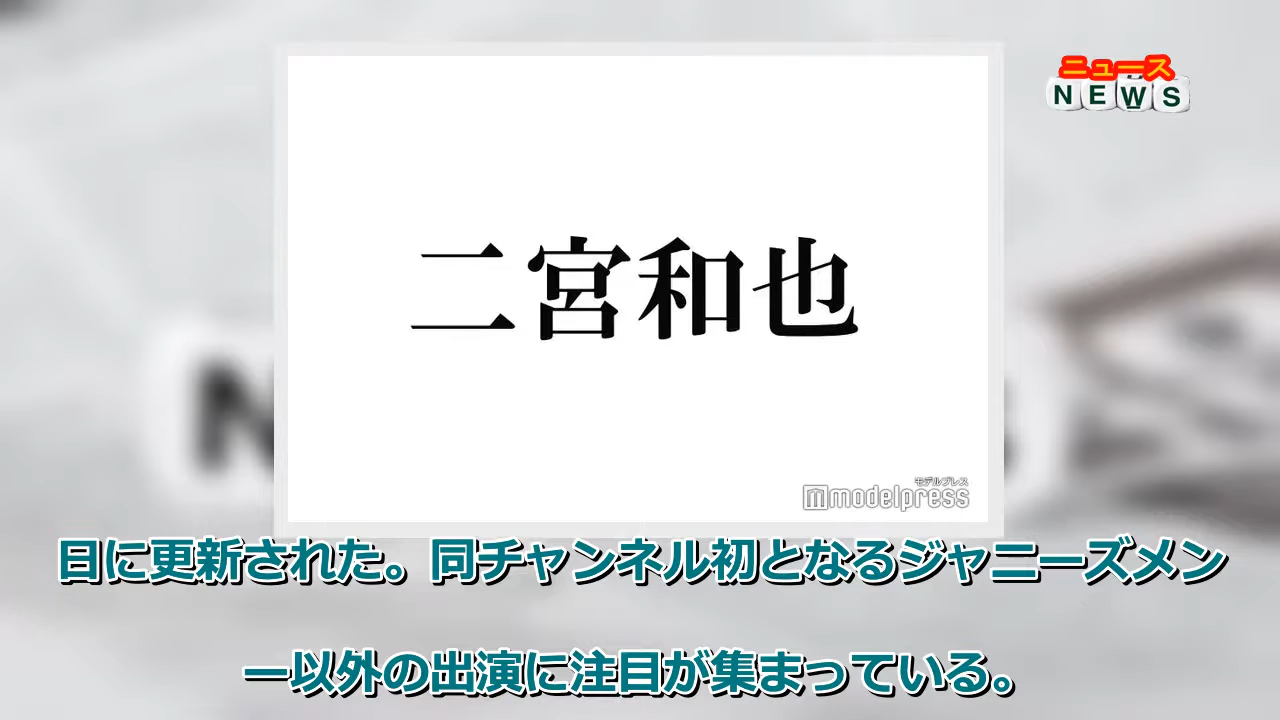 ニュース
NEWS
二宮和也
モデルプレス
modelpress
日に更新された。同チャンネル初となるジャニーズメン
ー以外の出演に注目が集まっている。